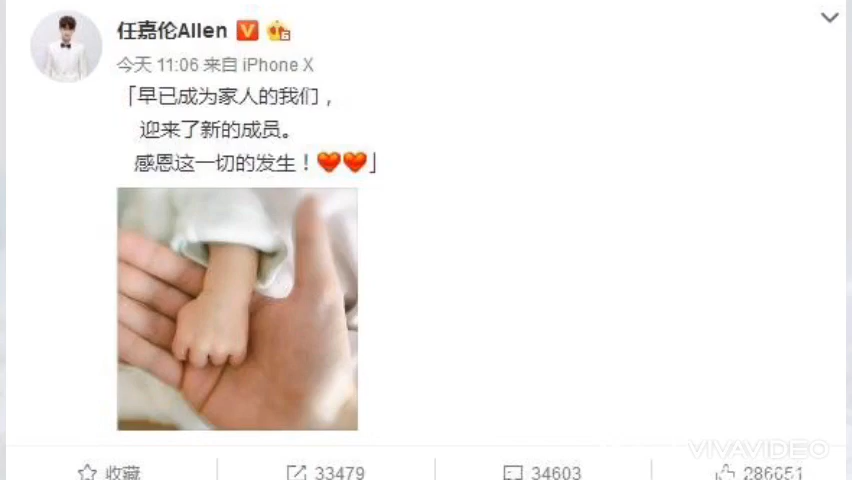 任嘉伦Allen
今天 11:06 来自 iPhone X
「早已成为家人的我们，
迎来了新的成员。
感恩这一切的发生！❤❤」
收藏
33479
34603
286051
VIVAVIDEO